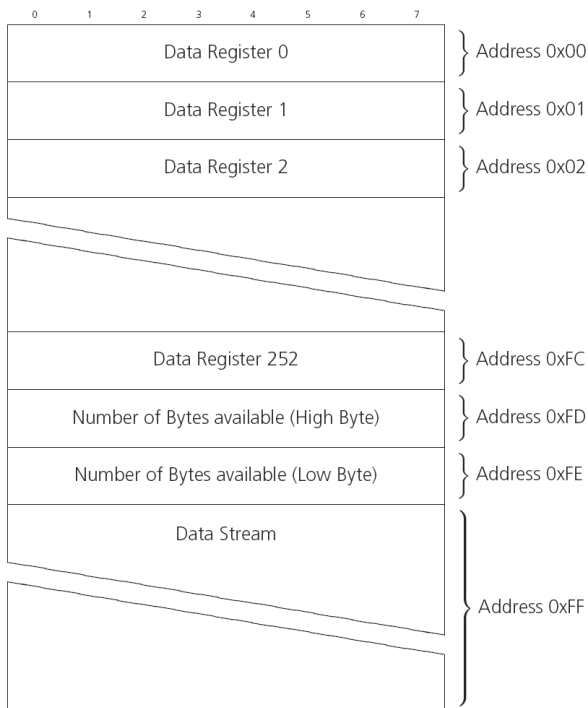 0 1 2 3 4 5 6 7
Data Register 0 Address 0x00
Data Register 1 Address 0x01
Data Register 2 Address 0x02
Data Register 252 Address 0xFC
Number of Bytes available (High Byte) Address 0xFD
Number of Bytes available (Low Byte) Address 0xFE
Data Stream
Address 0xFF